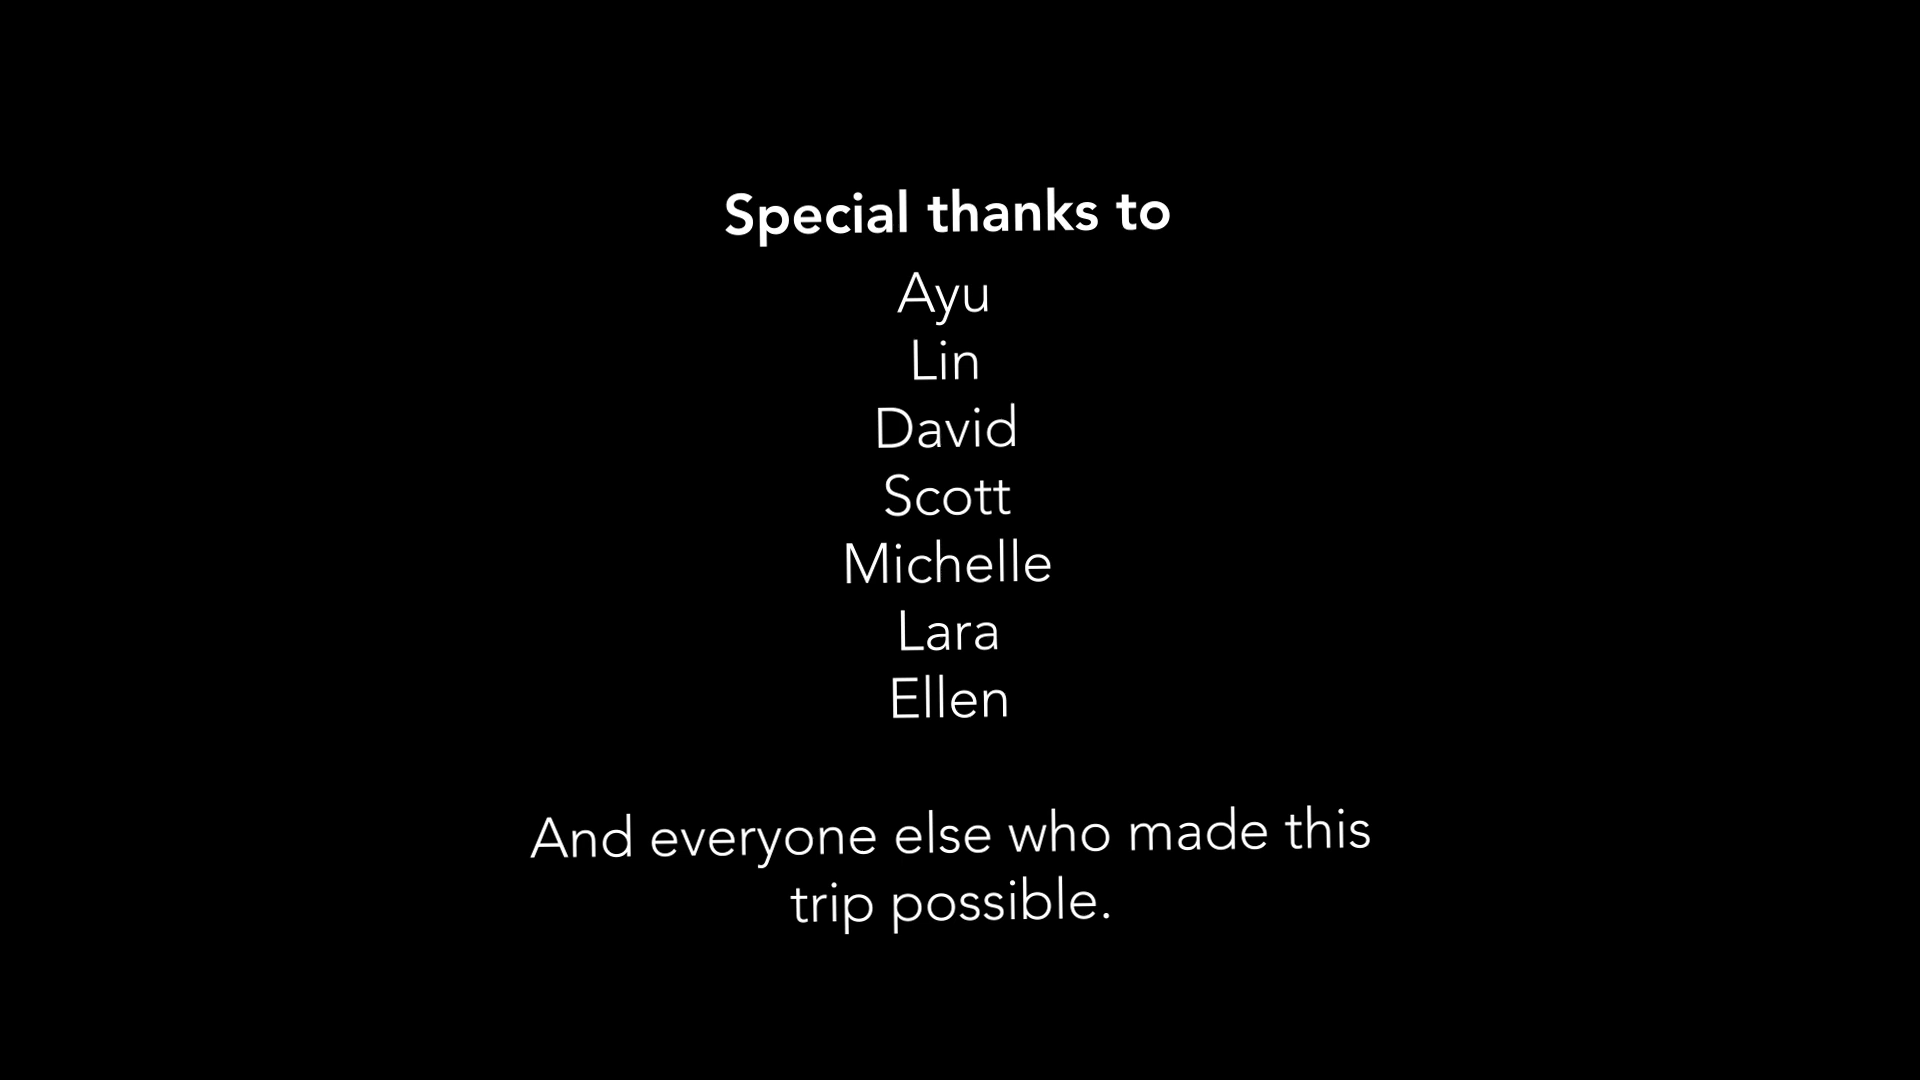 Special thanks to
Ayu
Lin
David
Scott
Michelle
Lara
Ellen
And everyone else who made this
trip possible.